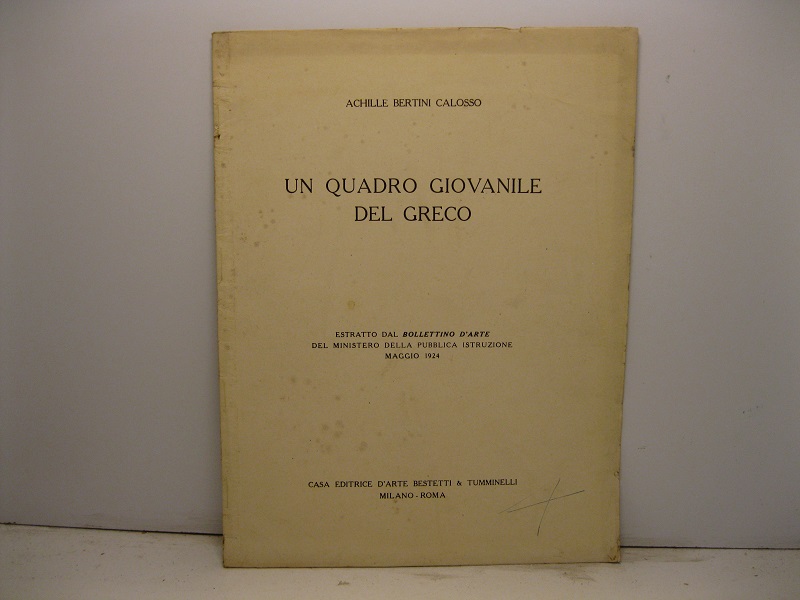 ACHILLE BERTINI CALOSSO
UN QUADRO GIOVANILE
DEL GRECO
ESTRATTO DAL BOLLETTINO D'ARTE
DEL MINISTERO DELLA PUBBLICA ISTRUZIONE
MAGGIO 1924
CASA EDITRICE D'ARTE BESTETTI & TUMMINELLI
MILANO - ROMA